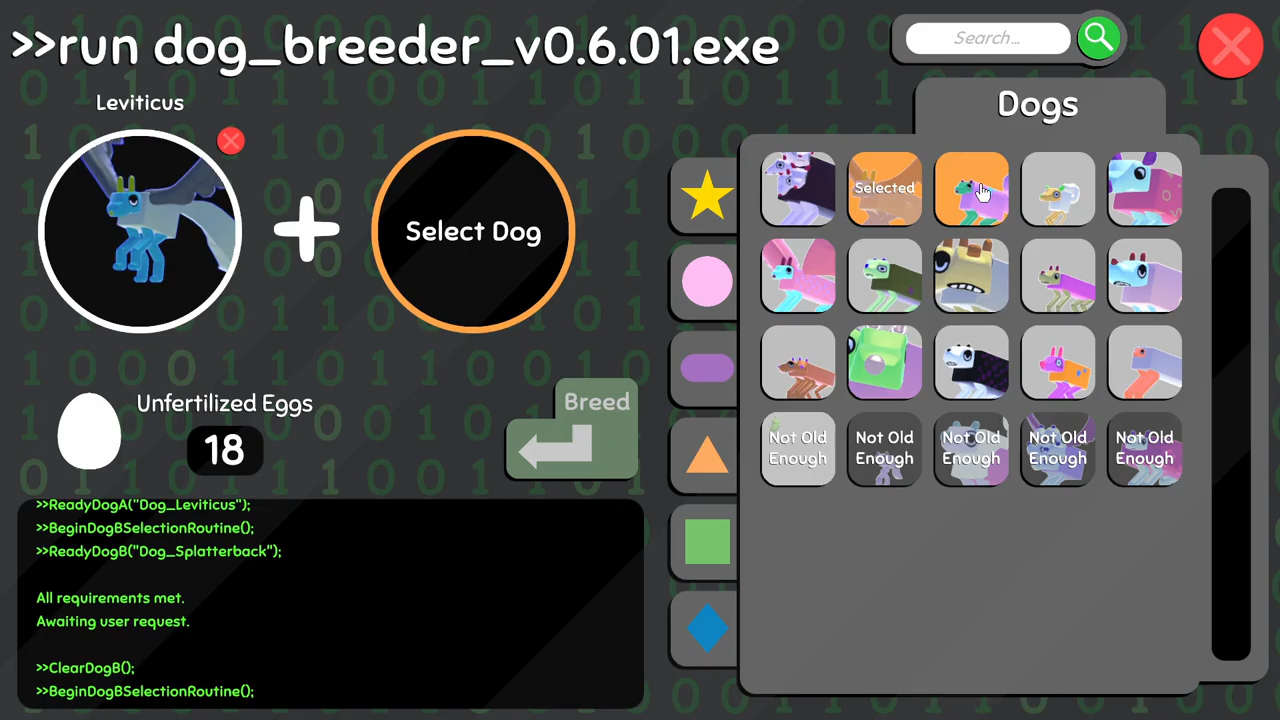 >>run dog_breeder_v0.6.01.exe
Search...
Leviticus
Dogs
Selected
Select Dog
Unfertilized Eggs
18
Breed
Not Old
Enough
Not Old
Enough
Not Old
Enough
Not Old
Enough
Not Old
Enough
>>ReadyDogA("Dog_Leviticus");
>>BeginDogBSelectionRoutine();
>>ReadyDogB("Dog_Splatterback");
All requirements met.
Awaiting user request.
>>ClearDogB();
>>BeginDogBSelectionRoutine();